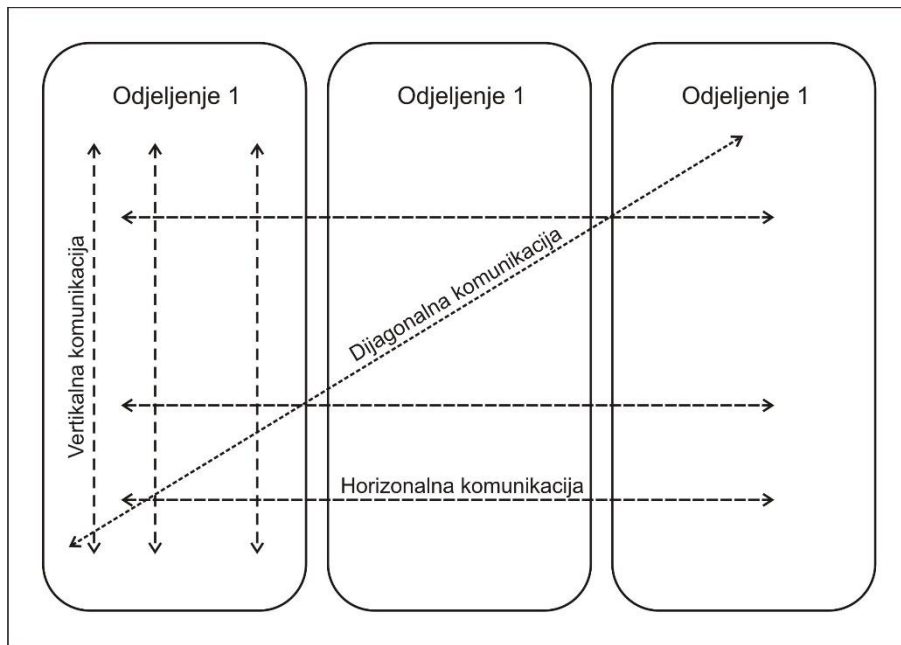 Odjeljenje 1
Odjeljenje 1
Odjeljenje 1
Vertikalna komunikacija
Dijagonalna komunikacija
Horizonalna komunikacija